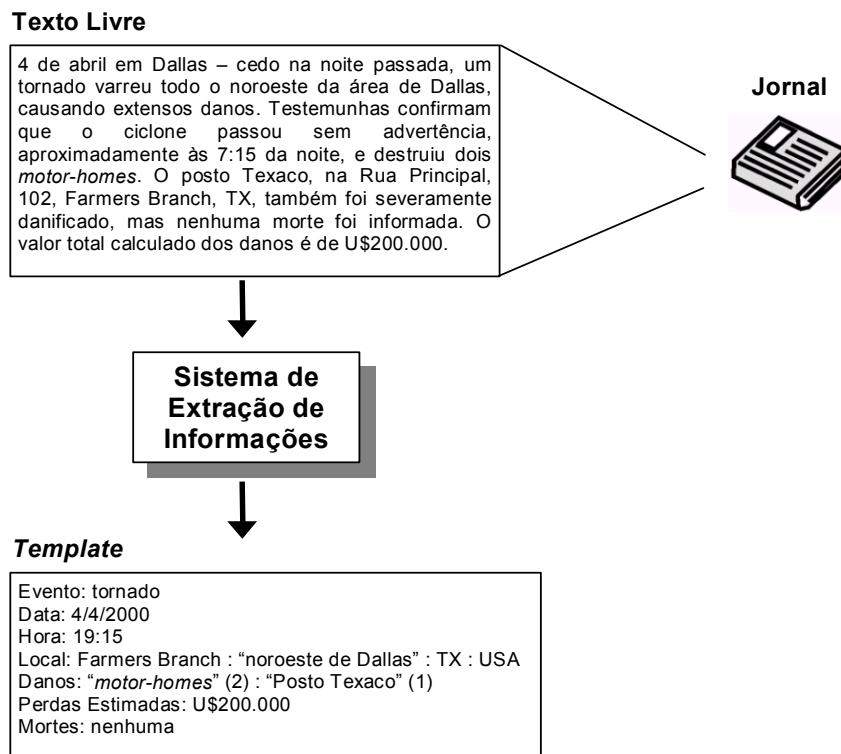 Texto Livre
4 de abril em Dallas – cedo na noite passada, um
tornado varreu todo o noroeste da área de Dallas,
causando extensos danos. Testemunhas confirmam
que o ciclone passou sem advertência,
aproximadamente às 7:15 da noite, e destruiu dois
motor-homes. O posto Texaco, na Rua Principal,
102, Farmers Branch, TX, também foi severamente
danificado, mas nenhuma morte foi informada. O
valor total calculado dos danos é de U$200.000.
Jornal
Sistema de
Extração de
Informações
Template
Evento: tornado
Data: 4/4/2000
Hora: 19:15
Local: Farmers Branch : “noroeste de Dallas” : TX : USA
Danos: “motor-homes” (2) : “Posto Texaco” (1)
Perdas Estimadas: U$200.000
Mortes: nenhuma